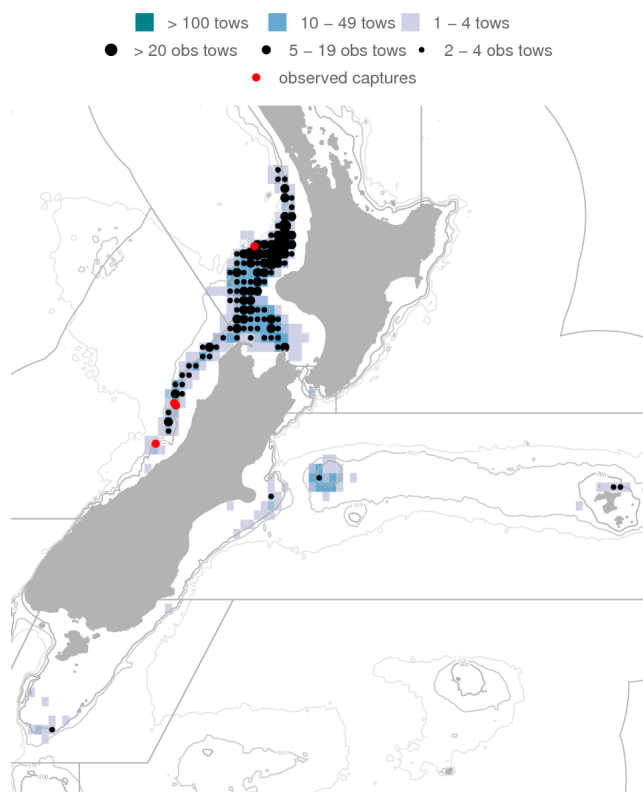 > 100 tows 10 − 49 tows 1 − 4 tows
> 20 obs tows 5 − 19 obs tows 2 − 4 obs tows
observed captures